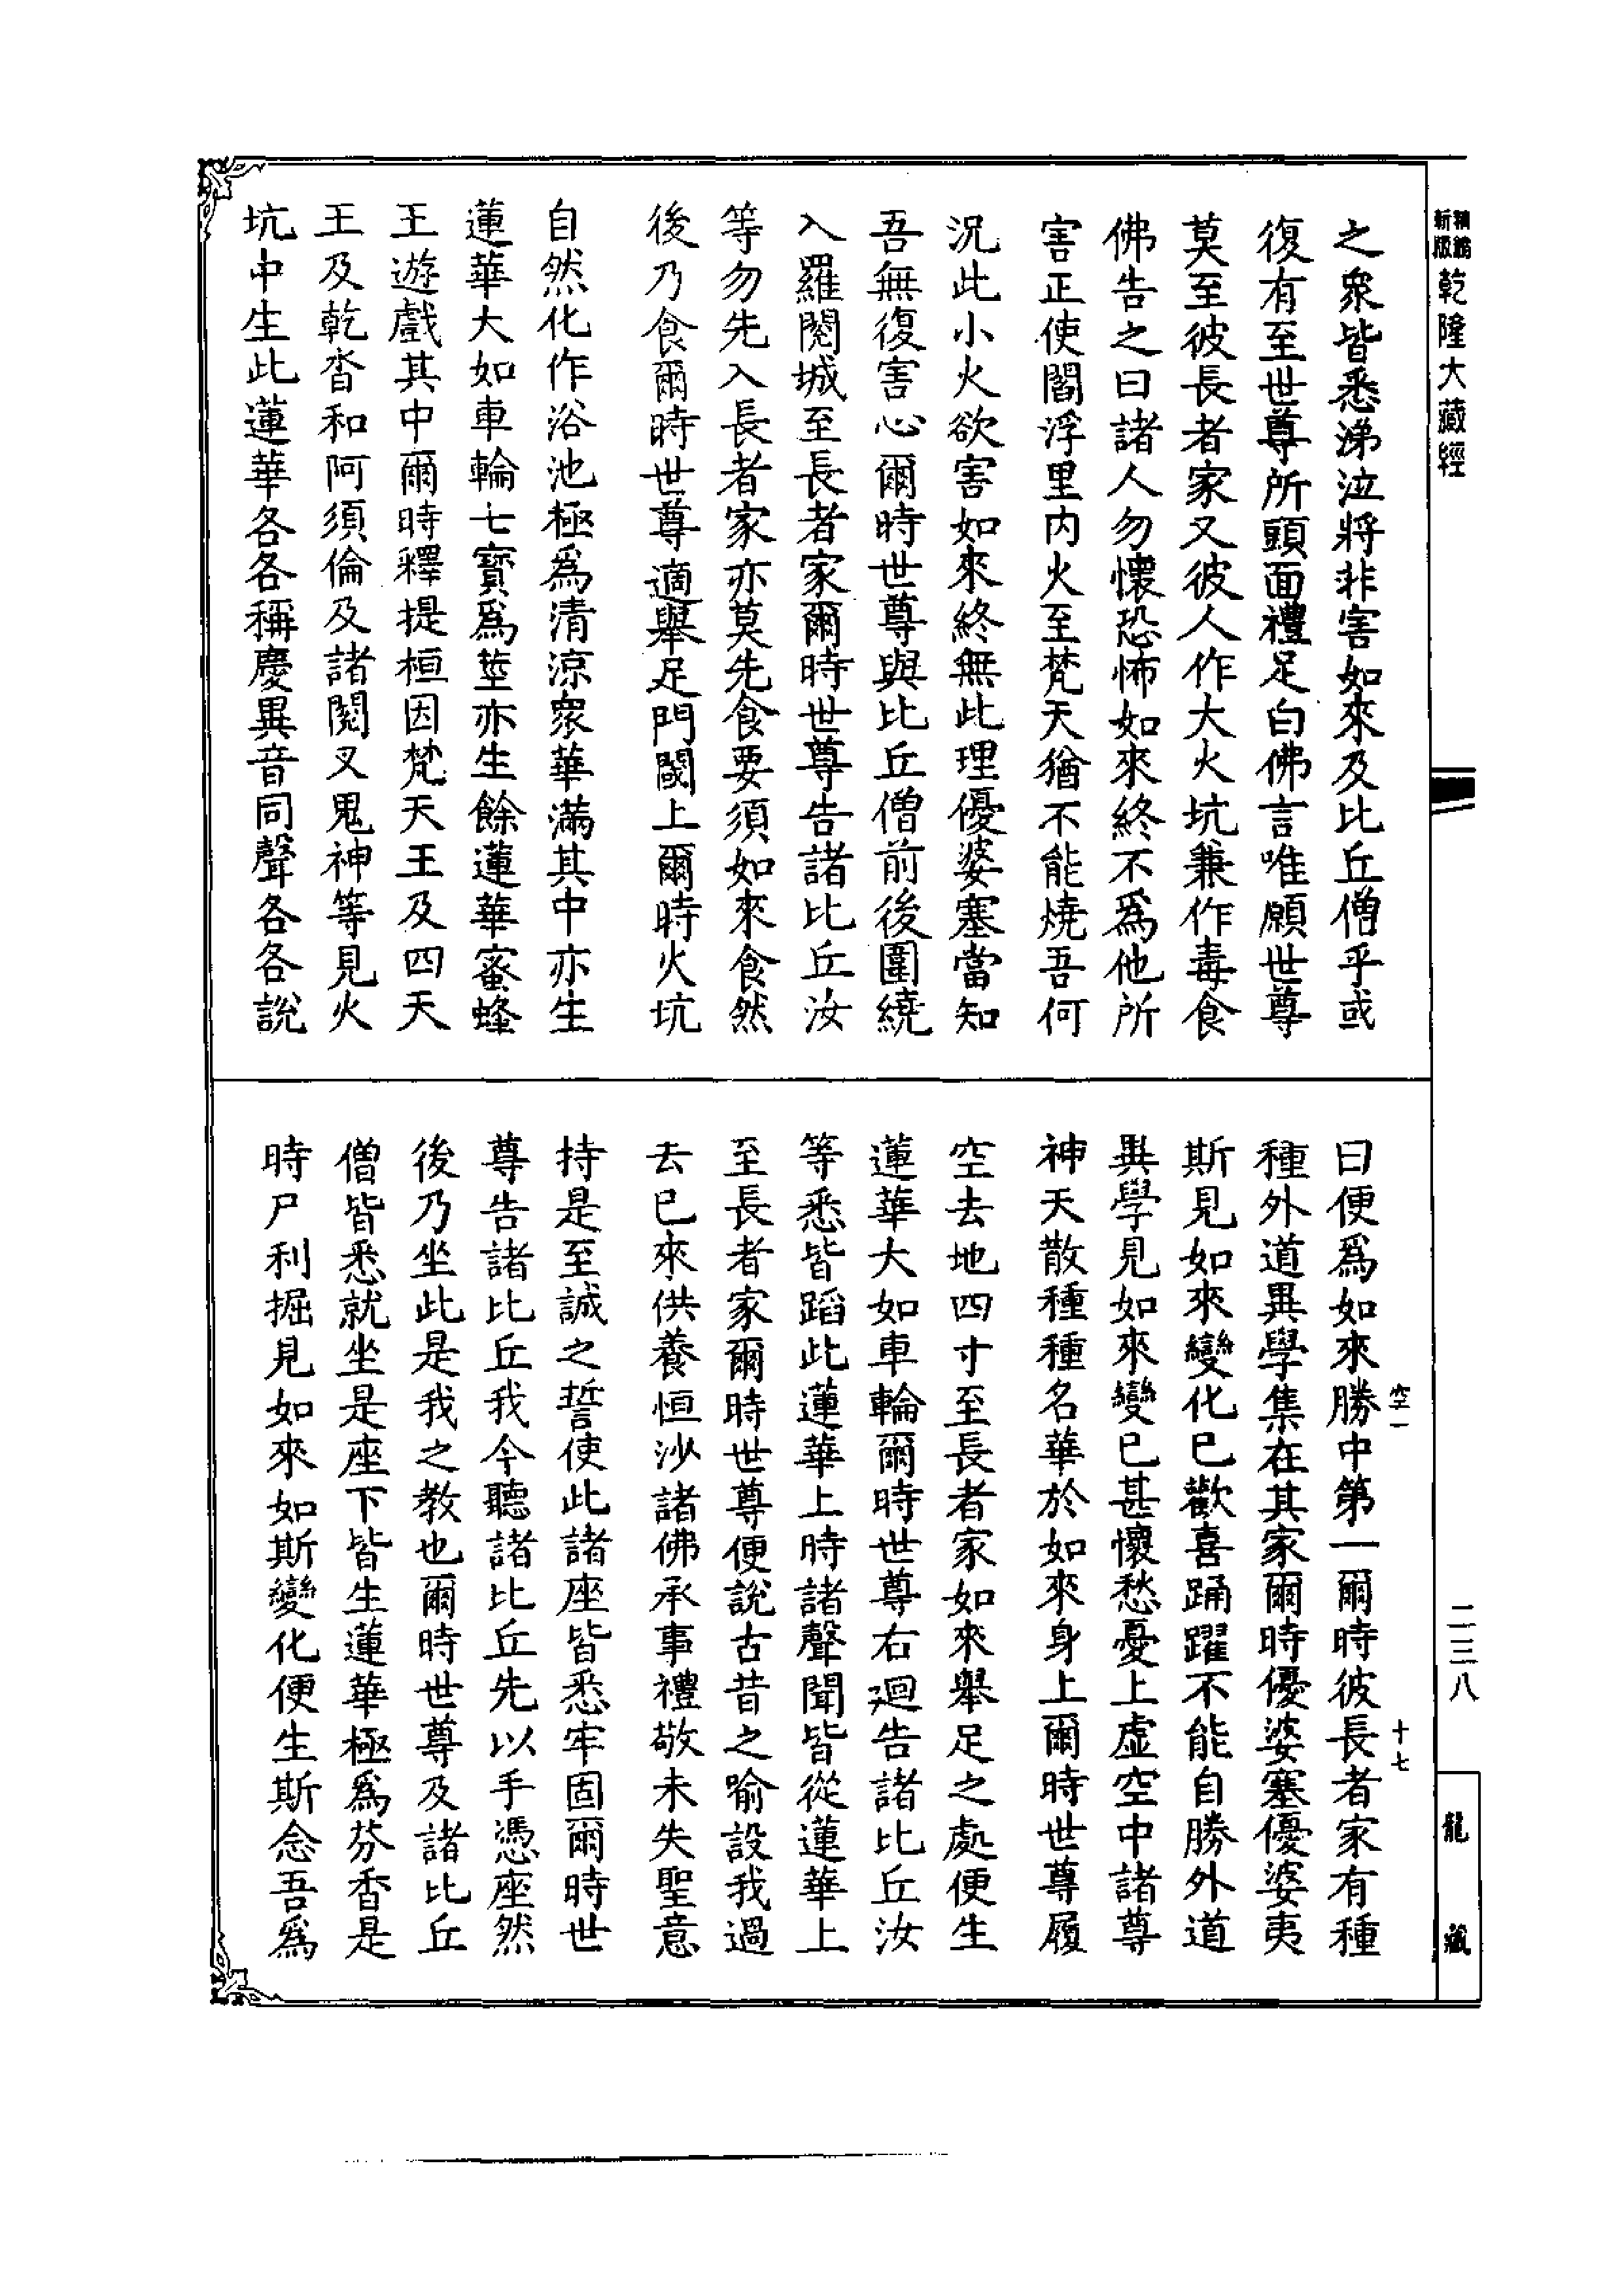 新版
精縮
乾隆大藏經
之衆皆悉涕泣將非害如來及比丘僧乎或
復有至世尊所頭面禮足白佛言唯願世尊
莫至彼長者家又彼人作大火坑兼作毒食
佛告之曰諸人勿懷恐怖如來終不爲他所
害正使閻浮里內火至梵天猶不能燒吾何
況此小火欲害如來終無此理優婆塞當知
吾無復害心爾時世尊與比丘僧前後圍繞
入羅閱城至長者家爾時世尊告諸比丘汝
等勿先入長者家亦莫先食要須如來食然
後乃食爾時世尊適舉足門閾上爾時火坑
自然化作浴池極爲清涼衆華滿其中亦生
蓮華大如車輪七寶爲莖亦生餘蓮華蜜蜂
王遊戲其中爾時釋提桓因梵天王及四天
王及乾沓和阿須倫及諸閱叉鬼神等見火
坑中生此蓮華各各稱慶異音同聲各各說
曰便爲如來勝中第一爾時彼長者家有種
種外道異學集在其家爾時優婆塞優婆夷
斯見如來變化已歡喜踊躍不能自勝外道
異學見如來變已甚懷愁憂上虛空中諸尊
神天散種種名華於如來身上爾時世尊履
空去地四寸至長者家如來舉足之處便生
蓮華大如車輪爾時世尊右迴告諸比丘汝
等悉皆蹈此蓮華上時諸聲聞皆從蓮華上
至長者家爾時世尊便說古昔之喻設我過
去已來供養恒沙諸佛承事禮敬未失聖意
持是至誠之誓使此諸座皆悉牢固爾時世
尊告諸比丘我今聽諸比丘先以手憑座然
後乃坐此是我之教也爾時世尊及諸比丘
僧皆悉就坐是座下皆生蓮華極爲芬香是
時尸利掘見如來如斯變化便生斯念吾爲
空一
十七
二三八
龍藏